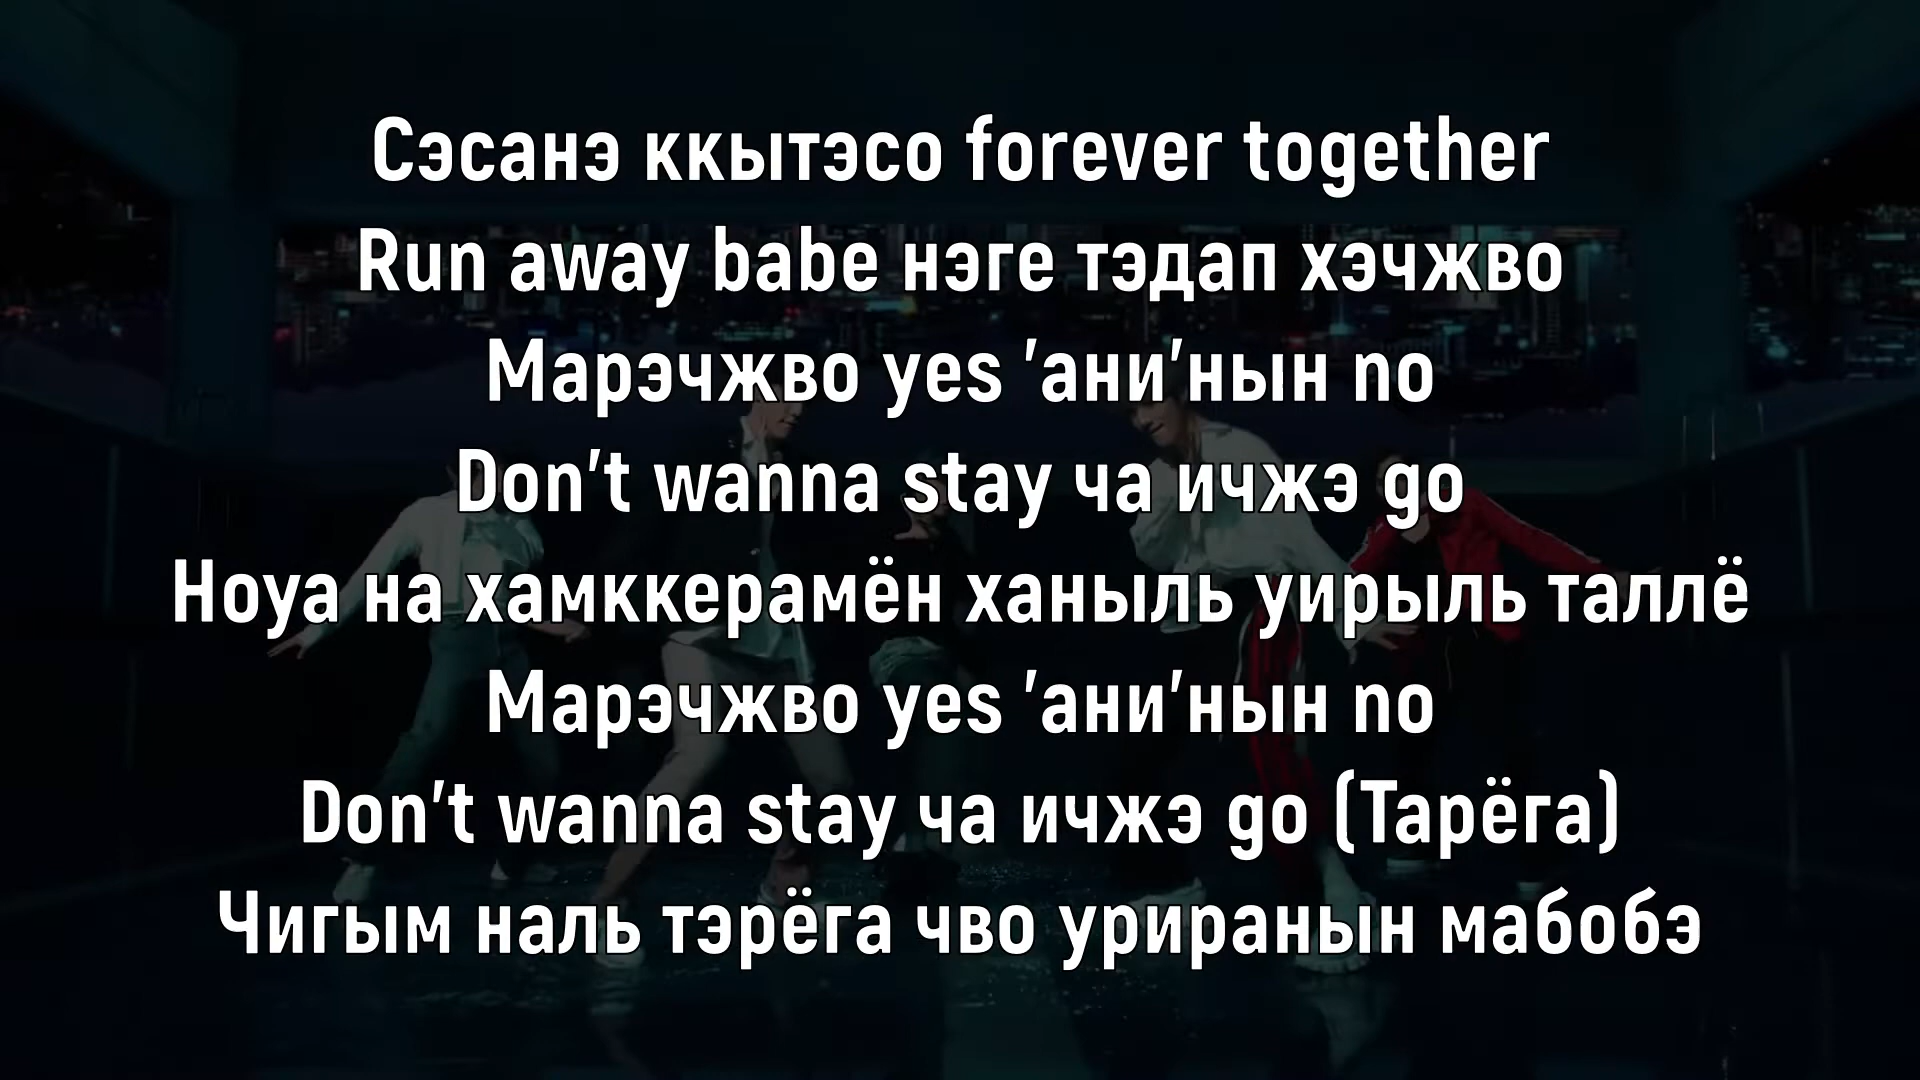 Сэсанэ ккытэсо forever together
Run away babe нэге тэдап хэчжво
Марэчжво yes 'ани'нын no
Don't wanna stay ча ичжэ go
Ноуа на хамккерамён ханыль уирыль таллё
Марэчжво yes 'ани'нын no
Don't wanna stay ча ичжэ go (Тарёга)
Чигым наль тэрёга чво уриранын мабобэ